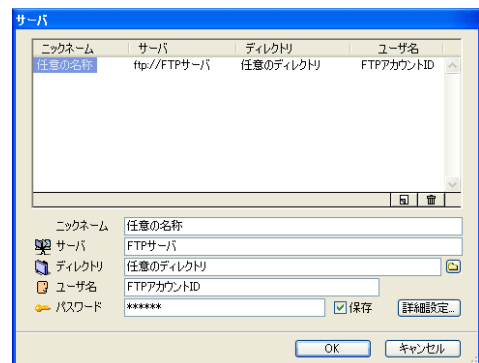 サーバ
ニックネーム サーバ ディレクトリ ユーザ名
任意の名称 ftp://FTPサーバ 任意のディレクトリ FTPアカウントID
ニックネーム 任意の名称
サーバ FTPサーバ
ディレクトリ 任意のディレクトリ
ユーザ名 FTPアカウントID
パスワード ****** 保存 詳細設定...
OK キャンセル